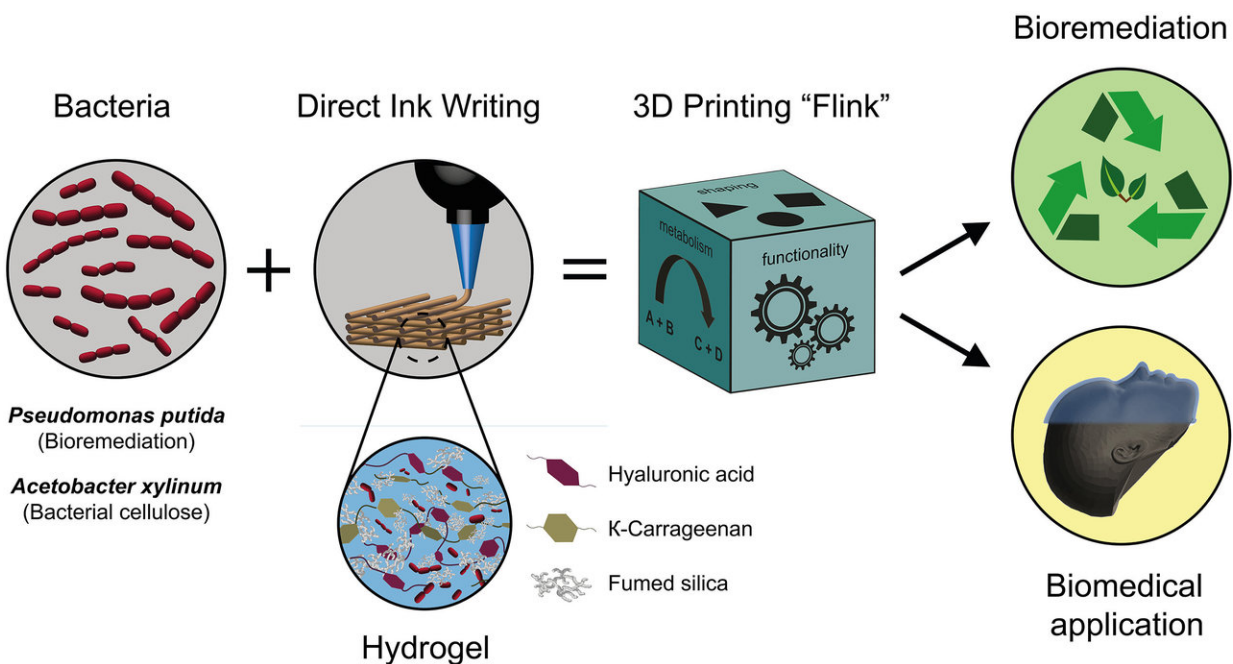 Bacteria
Pseudomonas putida
(Bioremediation)
Acetobacter xylinum
(Bacterial cellulose)
+
Direct Ink Writing
Hyaluronic acid
К-Carrageenan
Fumed silica
Hydrogel
=
3D Printing “Flink”
shaping
metabolism
A + B
C + D
functionality
Bioremediation
Biomedical
application